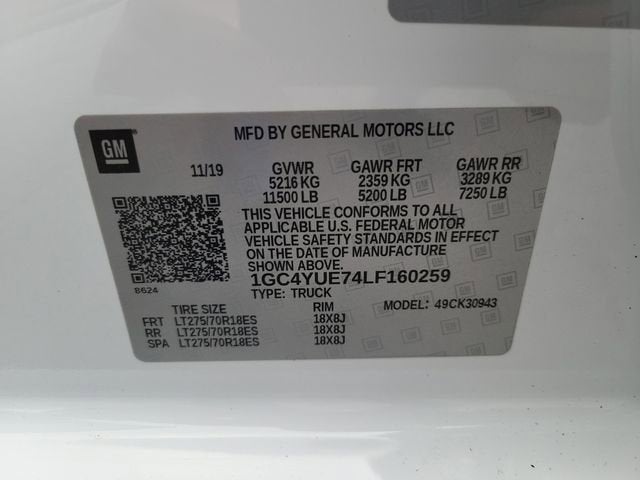 GM
MFD BY GENERAL MOTORS LLC
11/19 GVWR GAWR FRT GAWR RR
5216 KG 2359 KG 3289 KG
11500 LB 5200 LB 7250 LB
THIS VEHICLE CONFORMS TO ALL
APPLICABLE U.S. FEDERAL MOTOR
VEHICLE SAFETY STANDARDS IN EFFECT
ON THE DATE OF MANUFACTURE
SHOWN ABOVE.
1GC4YUE74LF160259
8624
TYPE: TRUCK
MODEL: 49CK30943
TIRE SIZE RIM
FRT LT275/70R18ES 18X8J
RR LT275/70R18ES 18X8J
SPA LT275/70R18ES 18X8J